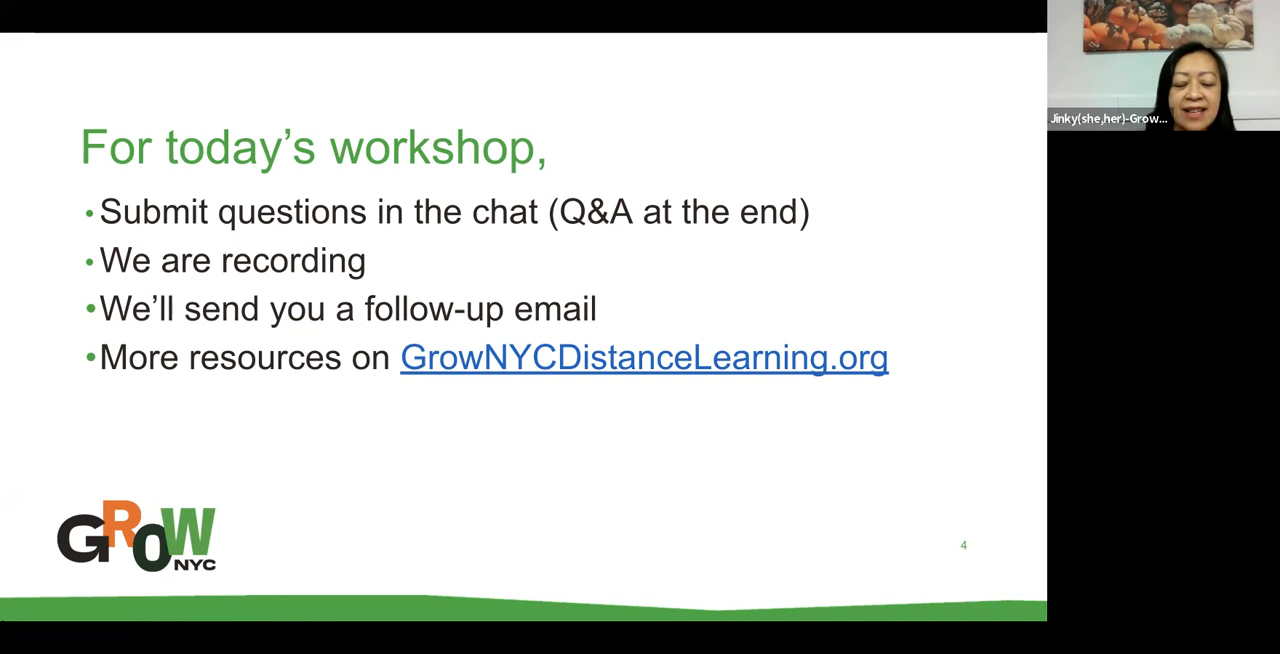 For today’s workshop,
•Submit questions in the chat (Q&A at the end)
•We are recording
•We’ll send you a follow-up email
•More resources on GrowNYCDistanceLearning.org
GROW
NYC
4
Jinky(she,her)-Grow...